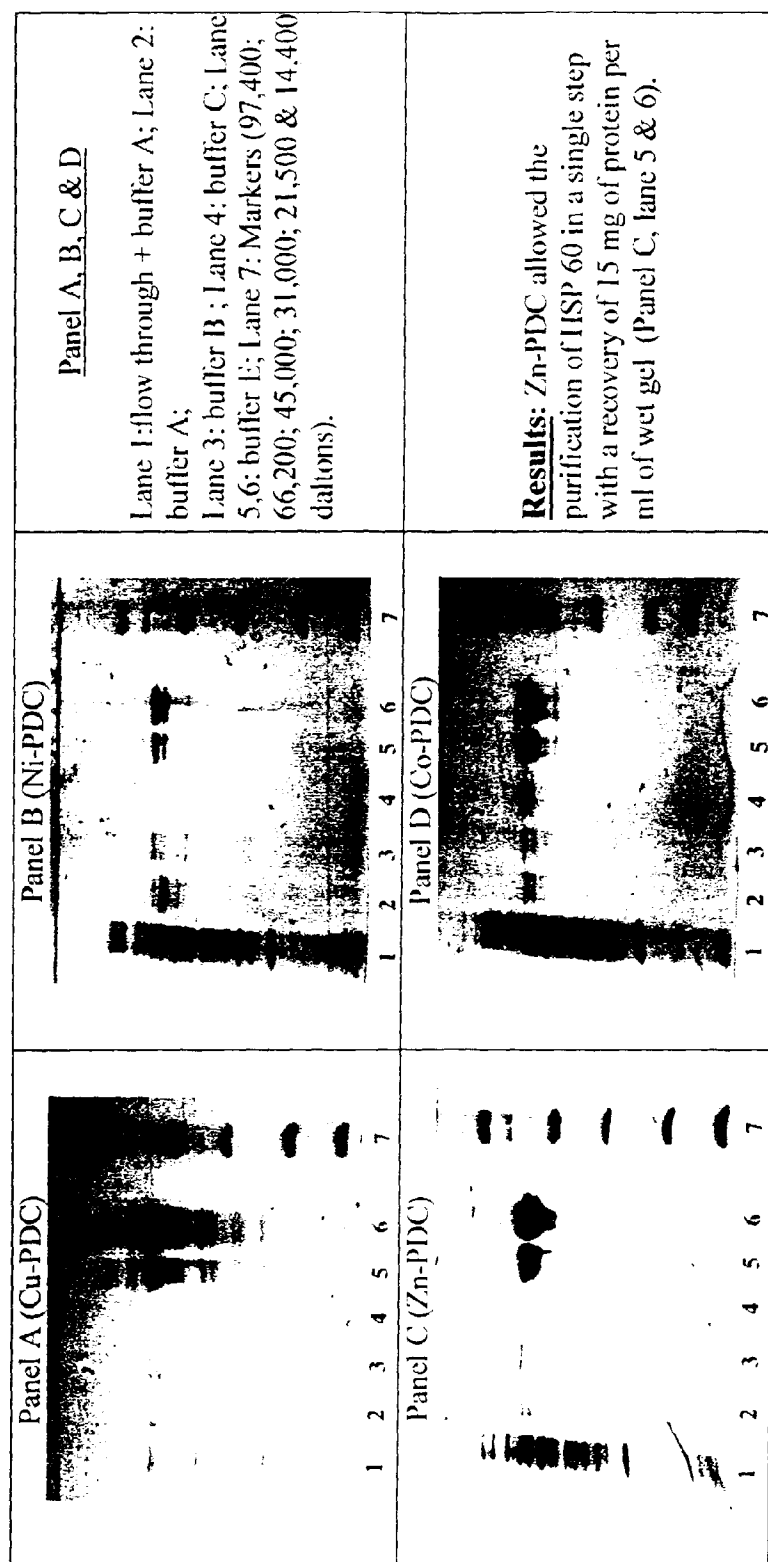 Panel A (Cu-PDC)
1 2 3 4 5 6 7
Panel B (Ni-PDC)
1 2 3 4 5 6 7
Panel A, B, C & D
Lane 1:flow through + buffer A; Lane 2:
buffer A;
Lane 3: buffer B ; Lane 4: buffer C; Lane
5,6: buffer E; Lane 7: Markers (97,400;
66,200; 45,000; 31,000; 21,500 & 14.400
daltons).
Panel C (Zn-PDC)
1 2 3 4 5 6 7
Panel D (Co-PDC)
1 2 3 4 5 6 7
Results: Zn-PDC allowed the
purification of HSP 60 in a single step
with a recovery of 15 mg of protein per
ml of wet gel (Panel C, lane 5 & 6).